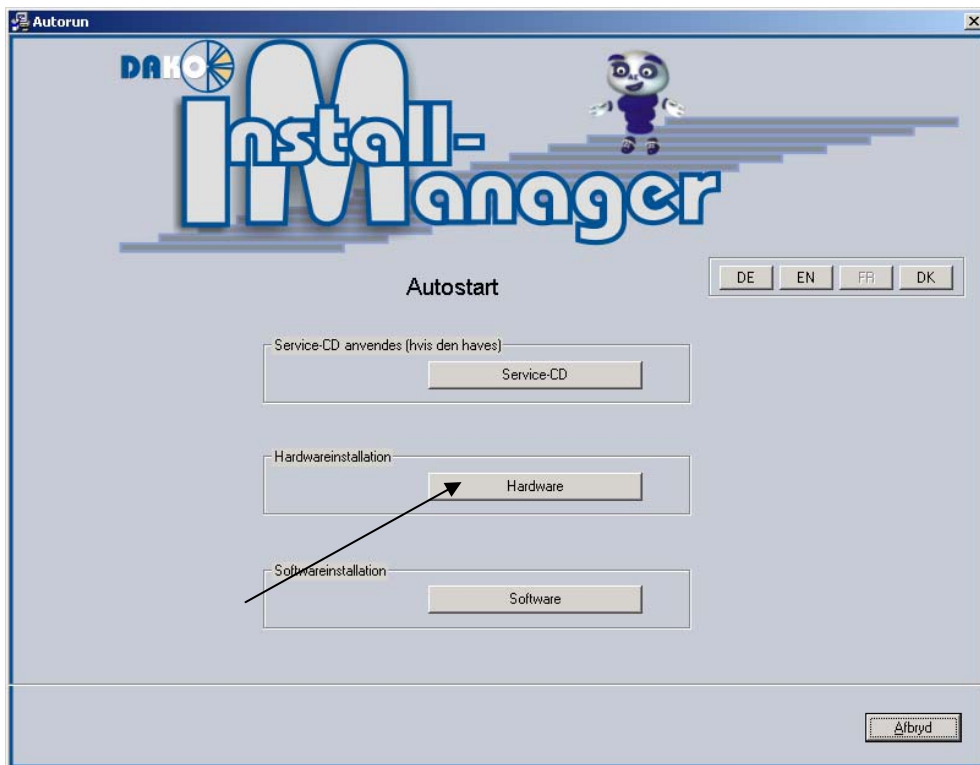 Autorun
DAKO
Install-
Manager
Autostart
DE EN FR DK
Service-CD anvendes (hvis den haves)
Service-CD
Hardwareinstallation
Hardware
Softwareinstallation
Software
Afbryd